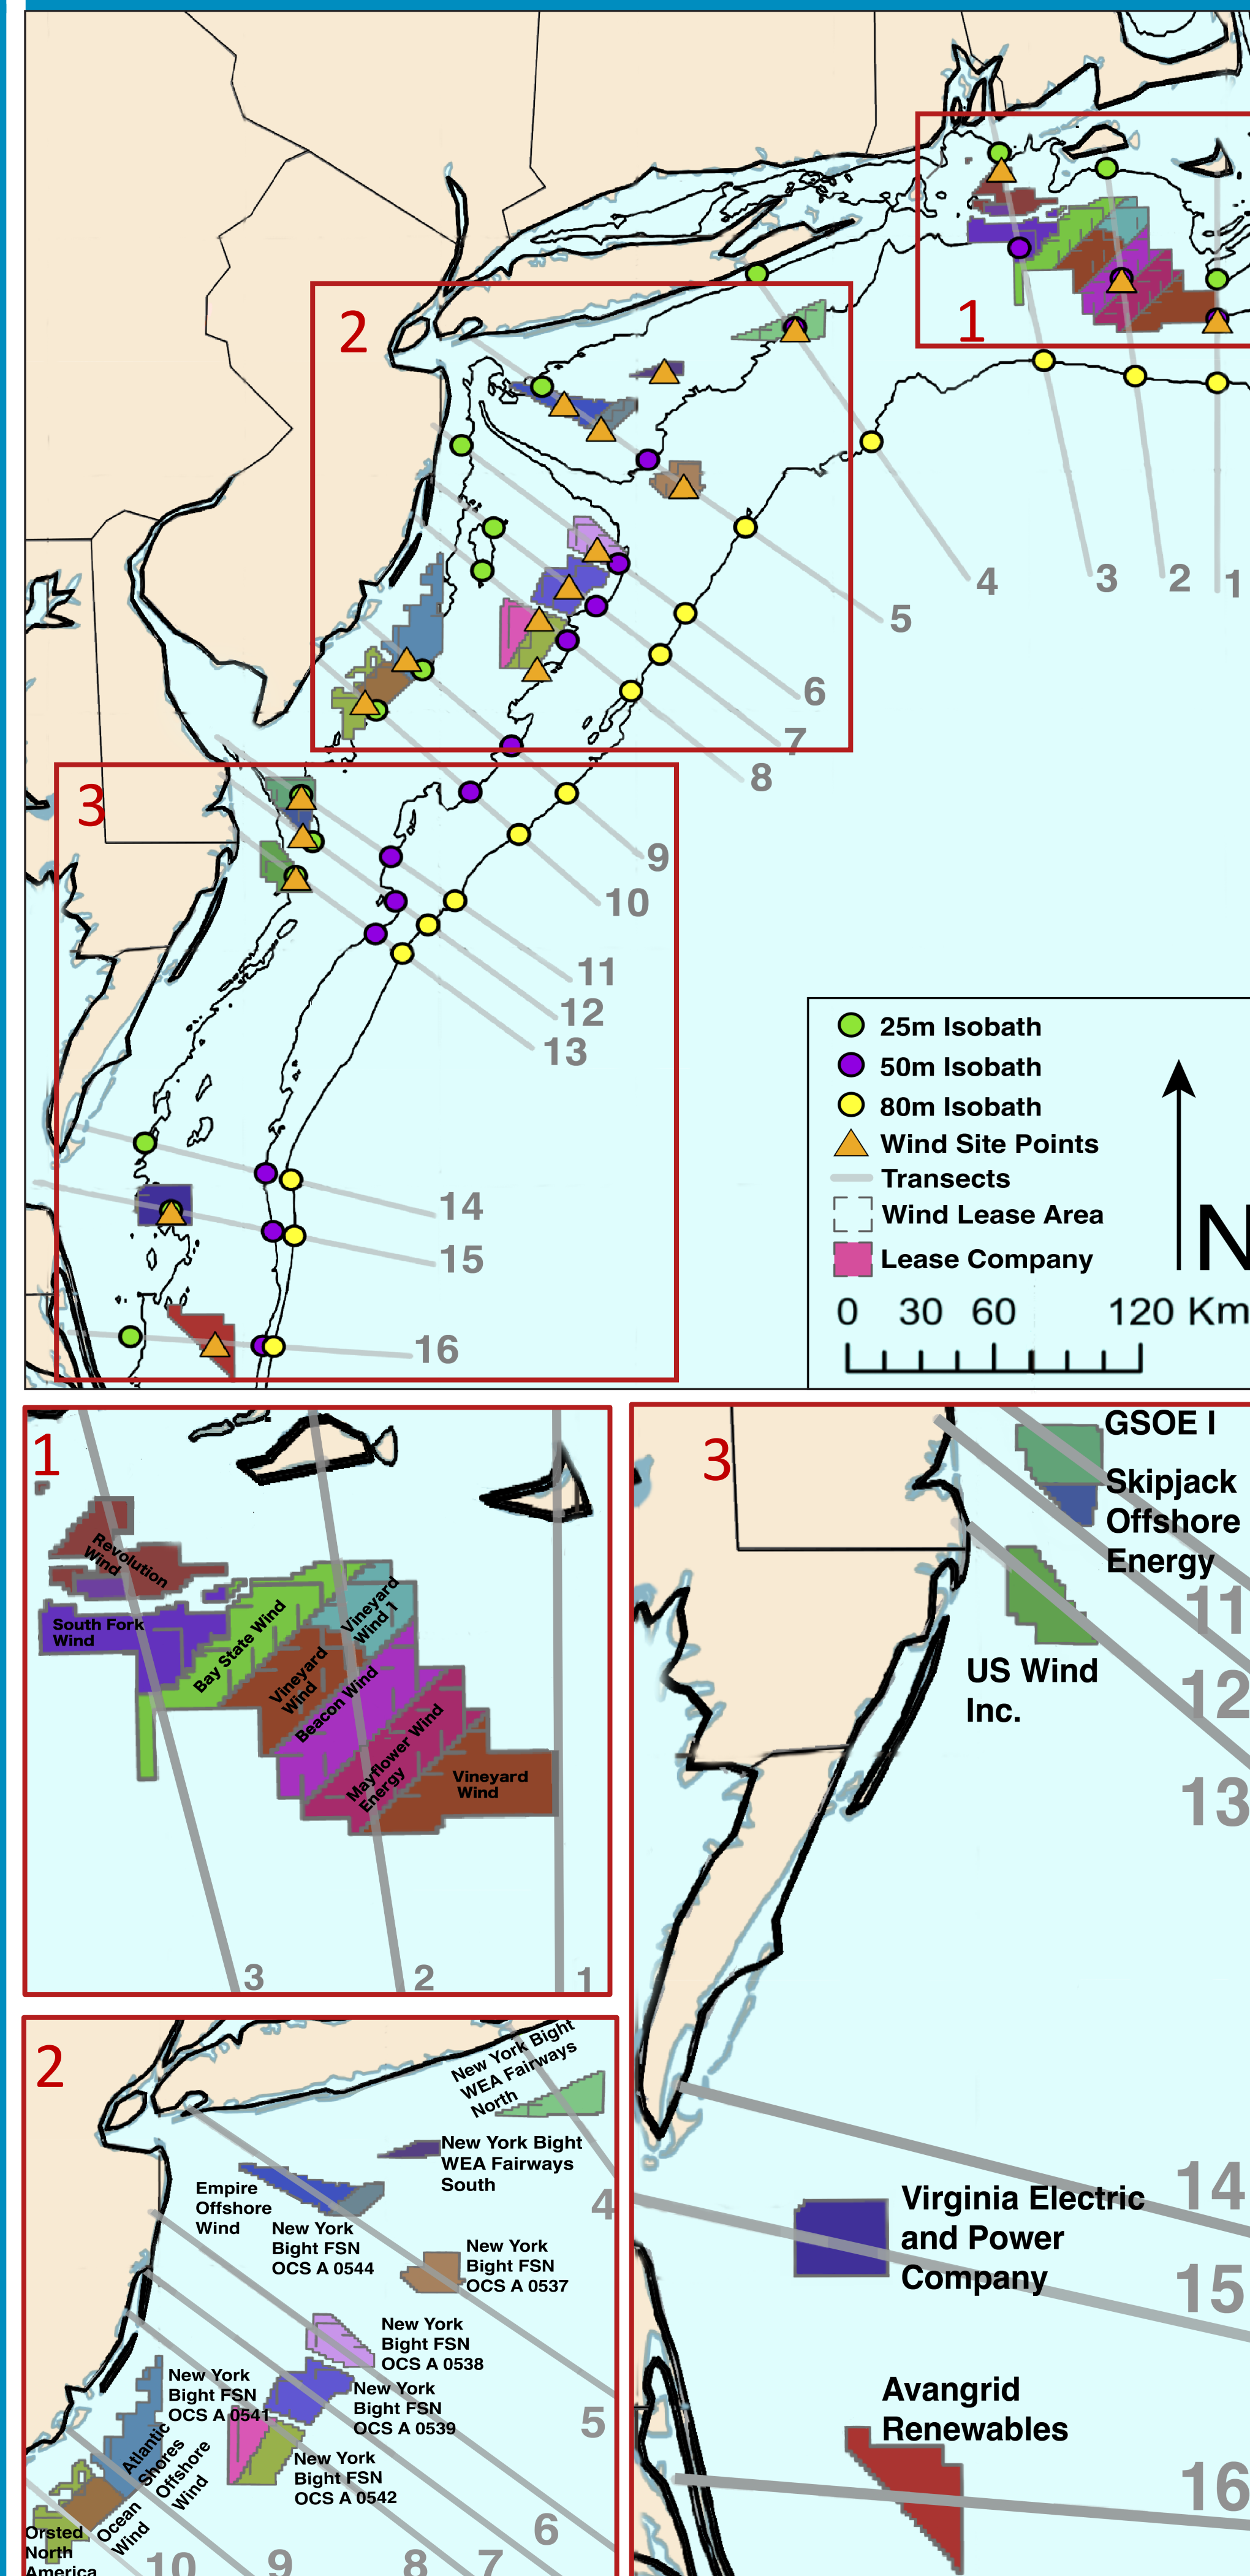 1
2
3
4
3
2
1
5
6
7
8
9
10
11
12
13
14
15
16
25m Isobath
50m Isobath
80m Isobath
Wind Site Points
Transects
Wind Lease Area
Lease Company
N
0 30 60 120 Km
1
Revolution
Wind
South Fork
Wind
Bay State Wind
Vineyard
Wind 1
Vineyard
Wind
Beacon Wind
Mayflower Wind
Energy
Vineyard
Wind
3
2
1
2
New York Bight
WEA Fairways
North
New York Bight
WEA Fairways
South
Empire
Offshore
Wind
New York
Bight FSN
OCS A 0544
4
New York
Bight FSN
OCS A 0537
New York
Bight FSN
OCS A 0538
New York
Bight FSN
OCS A 0541
New York
Bight FSN
OCS A 0539
5
Atlantic
Shores
Offshore
Wind
New York
Bight FSN
OCS A 0542
Ocean
Wind
Orsted
North
America
6
10
9
8
7
3
GSOE I
Skipjack
Offshore
Energy
11
US Wind
Inc.
12
13
14
Virginia Electric
and Power
Company
15
Avangrid
Renewables
16